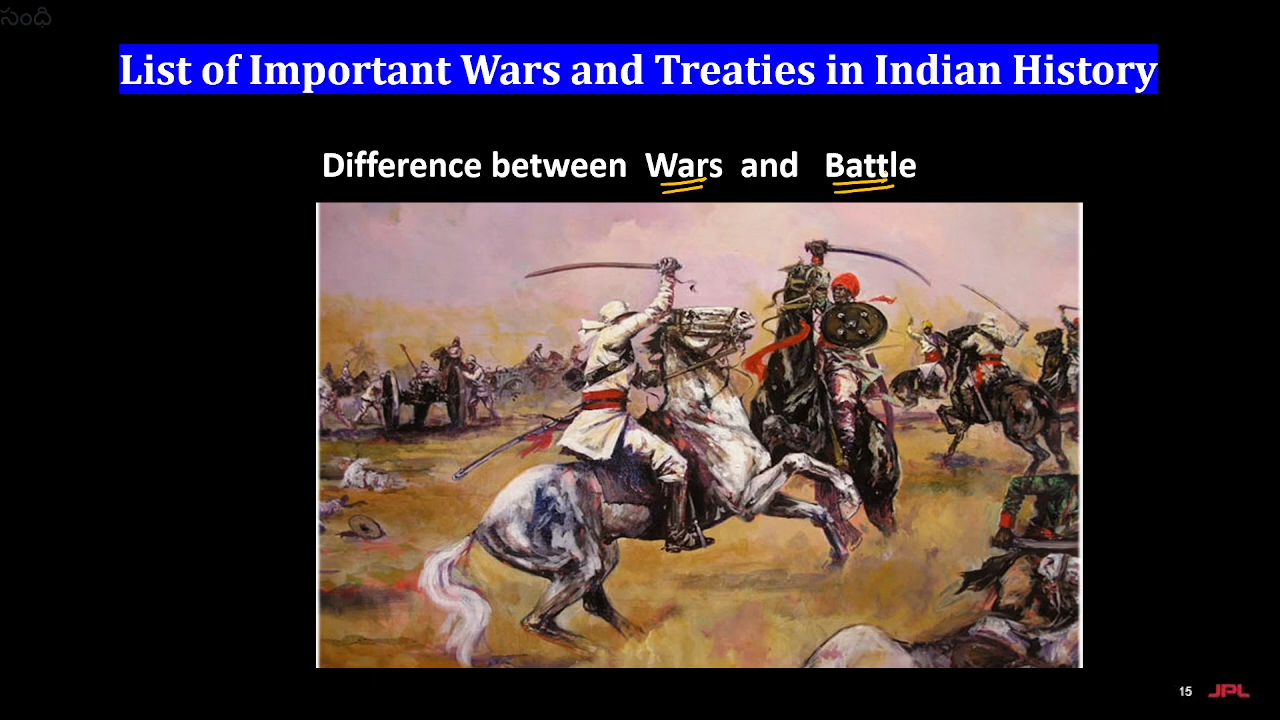 సంధి
List of Important Wars and Treaties in Indian History
Difference between Wars and Battle
15 JPL